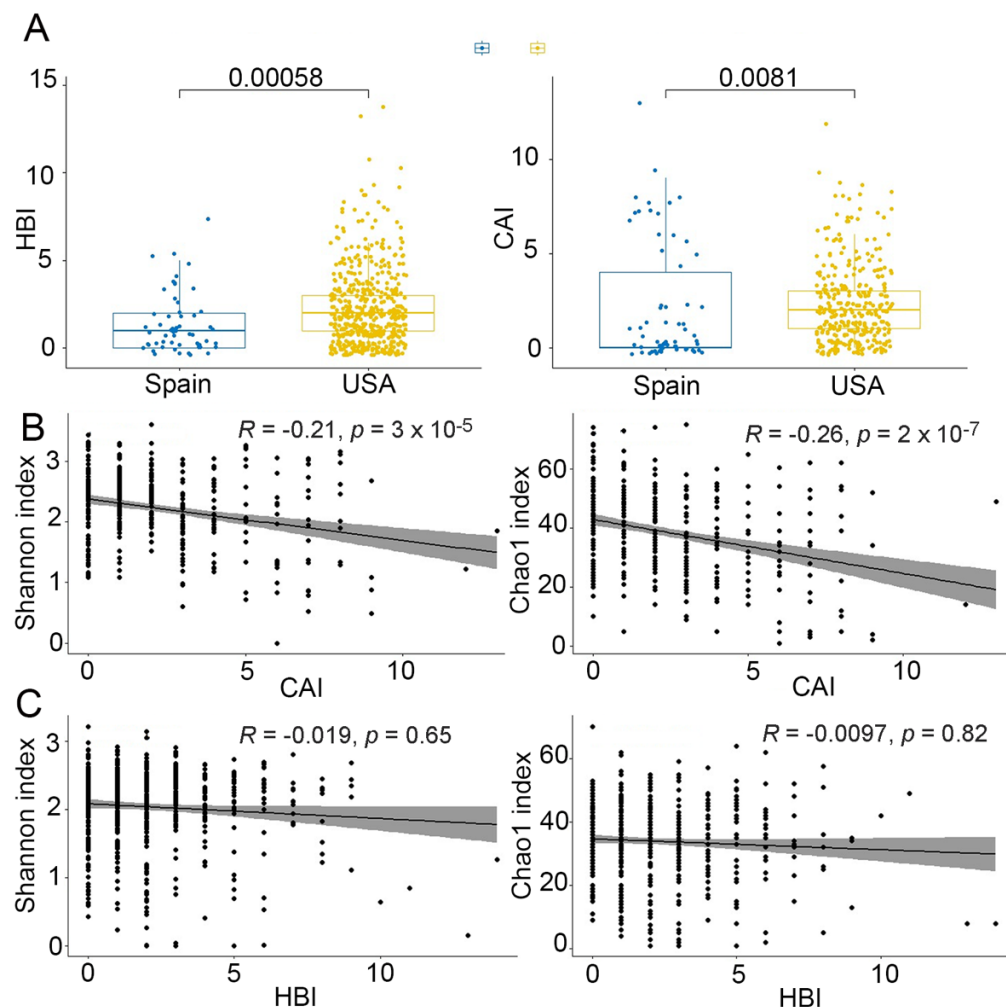 A
0.00058
0.0081
HBI
15
10
5
0
Spain
USA
CAI
10
5
0
Spain
USA
B
R = -0.21, p = 3 x 10-5
Shannon index
3
2
1
0
0
5
10
CAI
R = -0.26, p = 2 x 10-7
Chao1 index
60
40
20
0
0
5
10
CAI
C
R = -0.019, p = 0.65
Shannon index
3
2
1
0
0
5
10
HBI
R = -0.0097, p = 0.82
Chao1 index
60
40
20
0
0
5
10
HBI